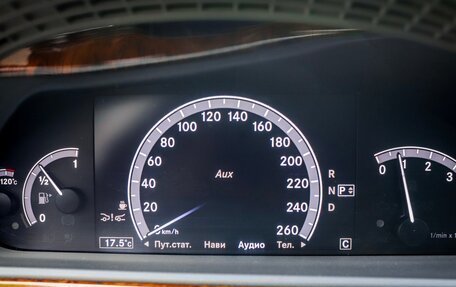 120 140
100 160
80 180
60 200
40 220
20 240
0 km/h 260
Aux
R
N
P
D
120°C
1
½
0
0 1 2 3
1/min x 1
17.5°C
Пут.стат. Нави Аудио Тел.
C